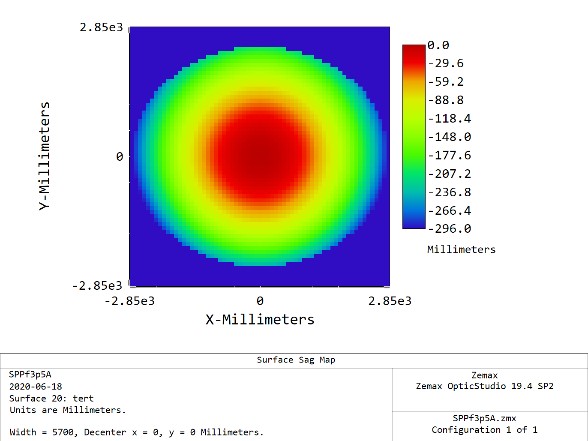 2.85e3
0
-2.85e3
Y-Millimeters
-2.85e3 0 2.85e3
X-Millimeters
0.0
-29.6
-59.2
-88.8
-118.4
-148.0
-177.6
-207.2
-236.8
-266.4
-296.0
Millimeters
Surface Sag Map
SPPf3p5A
2020-06-18
Surface 20: tert
Units are Millimeters.
Width = 5700, Decenter x = 0, y = 0 Millimeters.
Zemax
Zemax OpticStudio 19.4 SP2
SPPf3p5A.zmx
Configuration 1 of 1